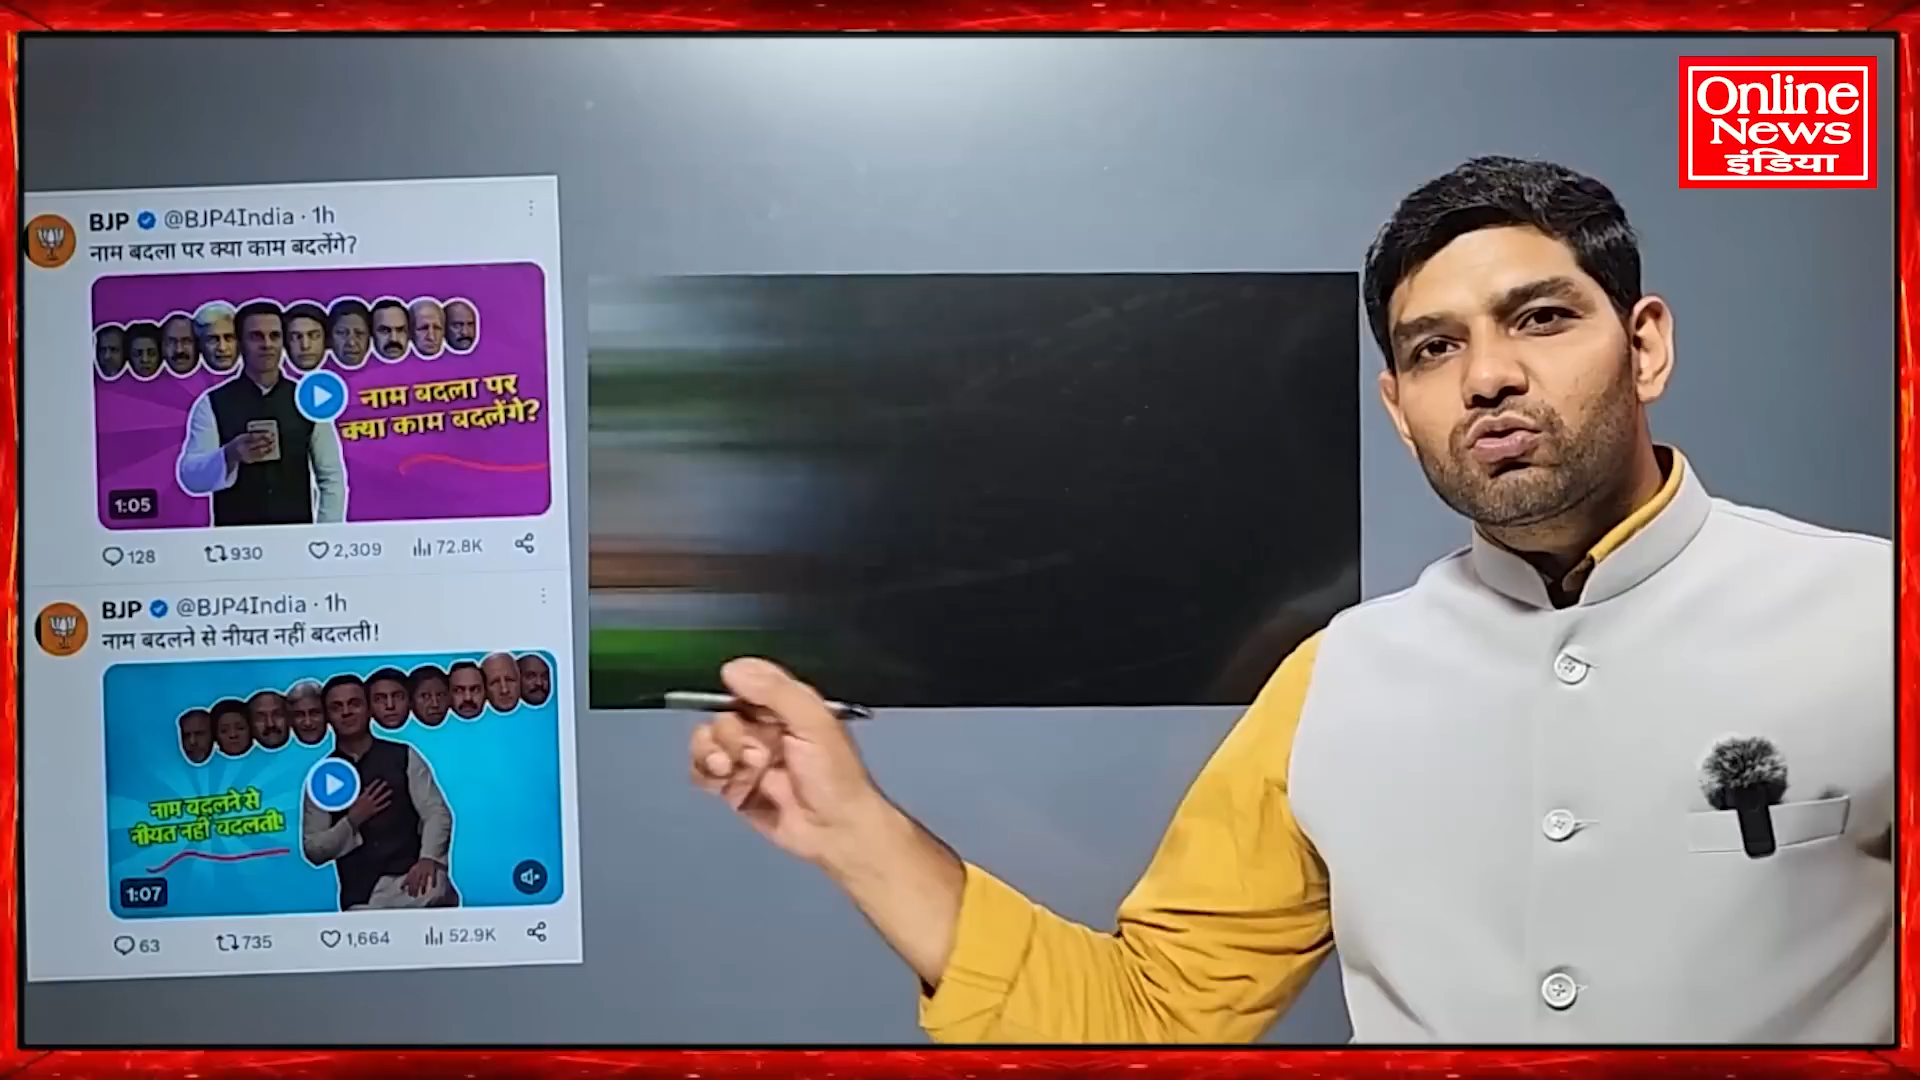 Online
News
इंडिया
BJP @BJP4India · 1h
नाम बदला पर क्या काम बदलेंगे?
नाम बदला पर
क्या काम बदलेंगे?
1:05
128 930 2,309 72.8K
BJP @BJP4India · 1h
नाम बदलने से नीयत नहीं बदलती!
नाम बदलने से
नीयत नहीं बदलती!
1:07
63 735 1,664 52.9K